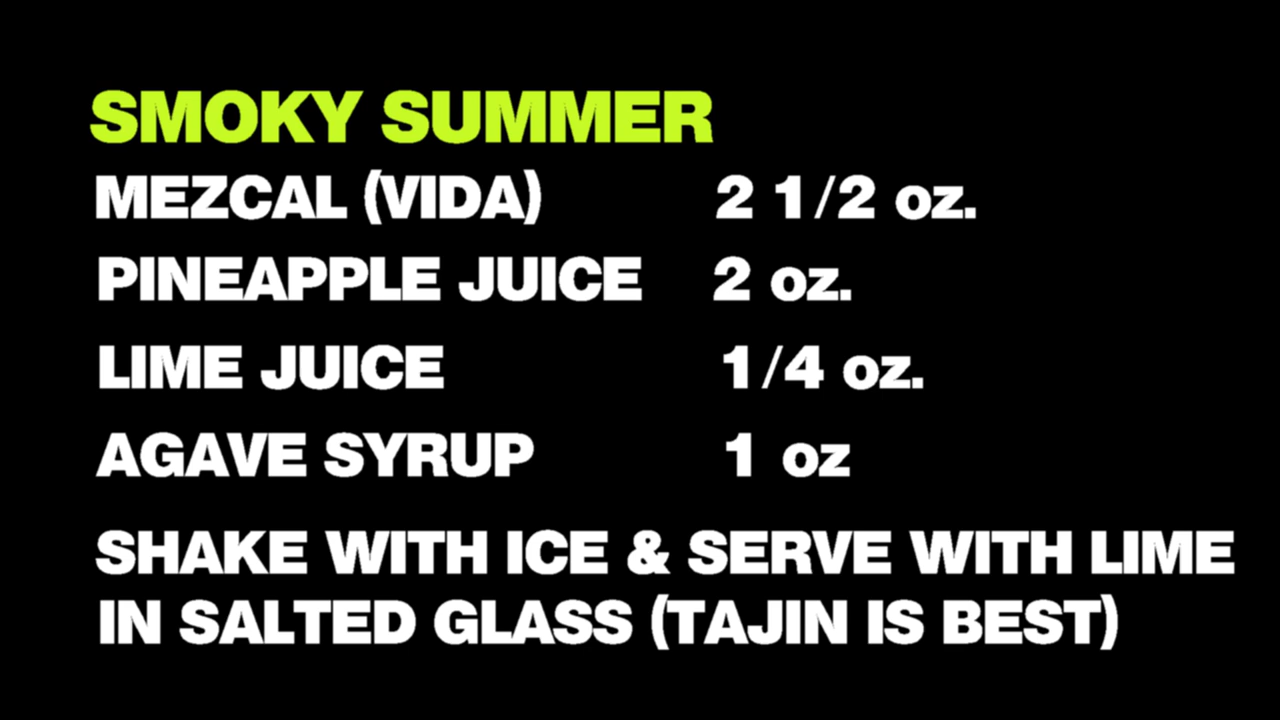 SMOKY SUMMER
MEZCAL (VIDA) 2 1/2 oz.
PINEAPPLE JUICE 2 oz.
LIME JUICE 1/4 oz.
AGAVE SYRUP 1 oz
SHAKE WITH ICE & SERVE WITH LIME
IN SALTED GLASS (TAJIN IS BEST)